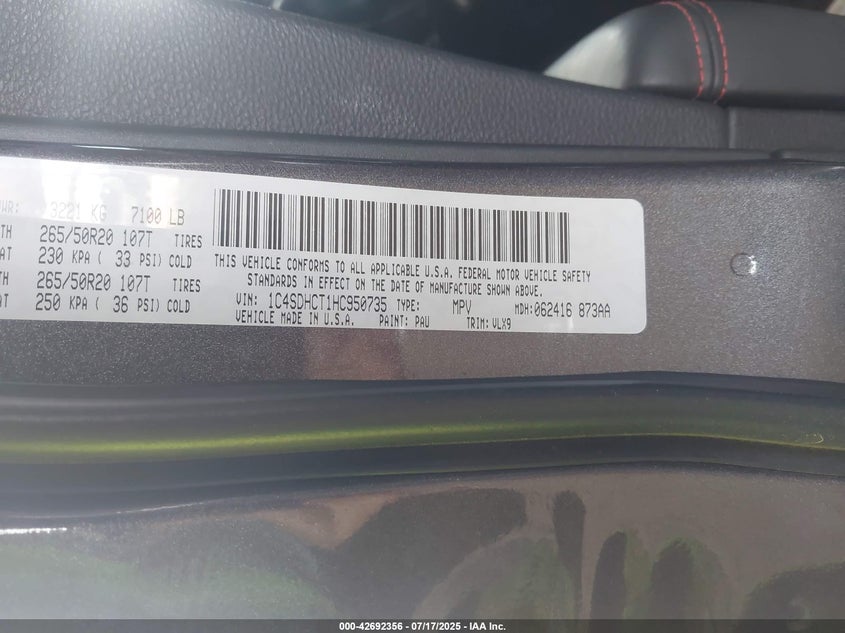 3221 KG 7100 LB
265/50R20 107T TIRES
230 KPA ( 33 PSI) COLD
265/50R20 107T TIRES
250 KPA ( 36 PSI) COLD
THIS VEHICLE CONFORMS TO ALL APPLICABLE U.S.A. FEDERAL MOTOR VEHICLE SAFETY
STANDARDS IN EFFECT ON THE DATE OF MANUFACTURE SHOWN ABOVE.
VIN: 1C4SDHCT1HC950735 TYPE: MPV MDH: 062416 873AA
VEHICLE MADE IN U.S.A. PAINT: PAU TRIM: VLX9
000-42692356 - 07/17/2025 - IAA Inc.